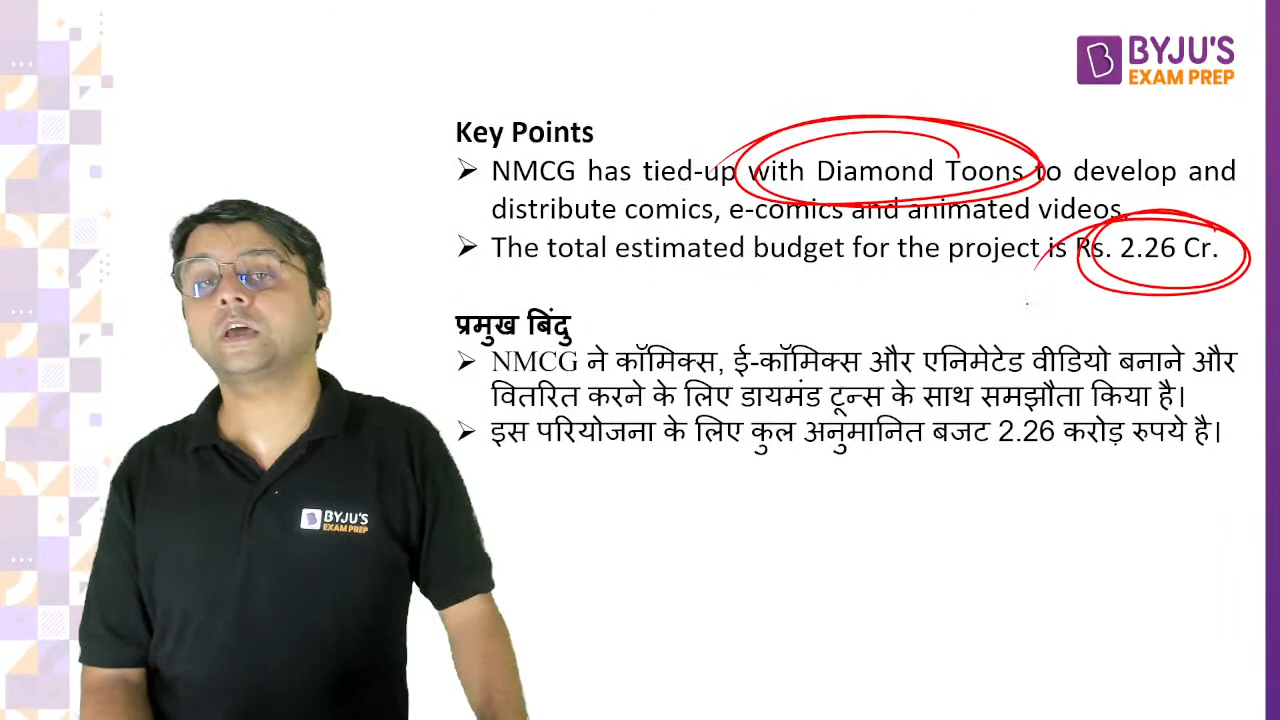 BYJU'S
EXAM PREP
Key Points
➢ NMCG has tied-up with Diamond Toons to develop and
distribute comics, e-comics and animated videos.
➢ The total estimated budget for the project is Rs. 2.26 Cr.
प्रमुख बिंदु
➢ NMCG ने कॉमिक्स, ई-कॉमिक्स और एनिमेटेड वीडियो बनाने और
वितरित करने के लिए डायमंड टून्स के साथ समझौता किया है।
➢ इस परियोजना के लिए कुल अनुमानित बजट 2.26 करोड़ रुपये है।
BYJU'S
EXAM PREP